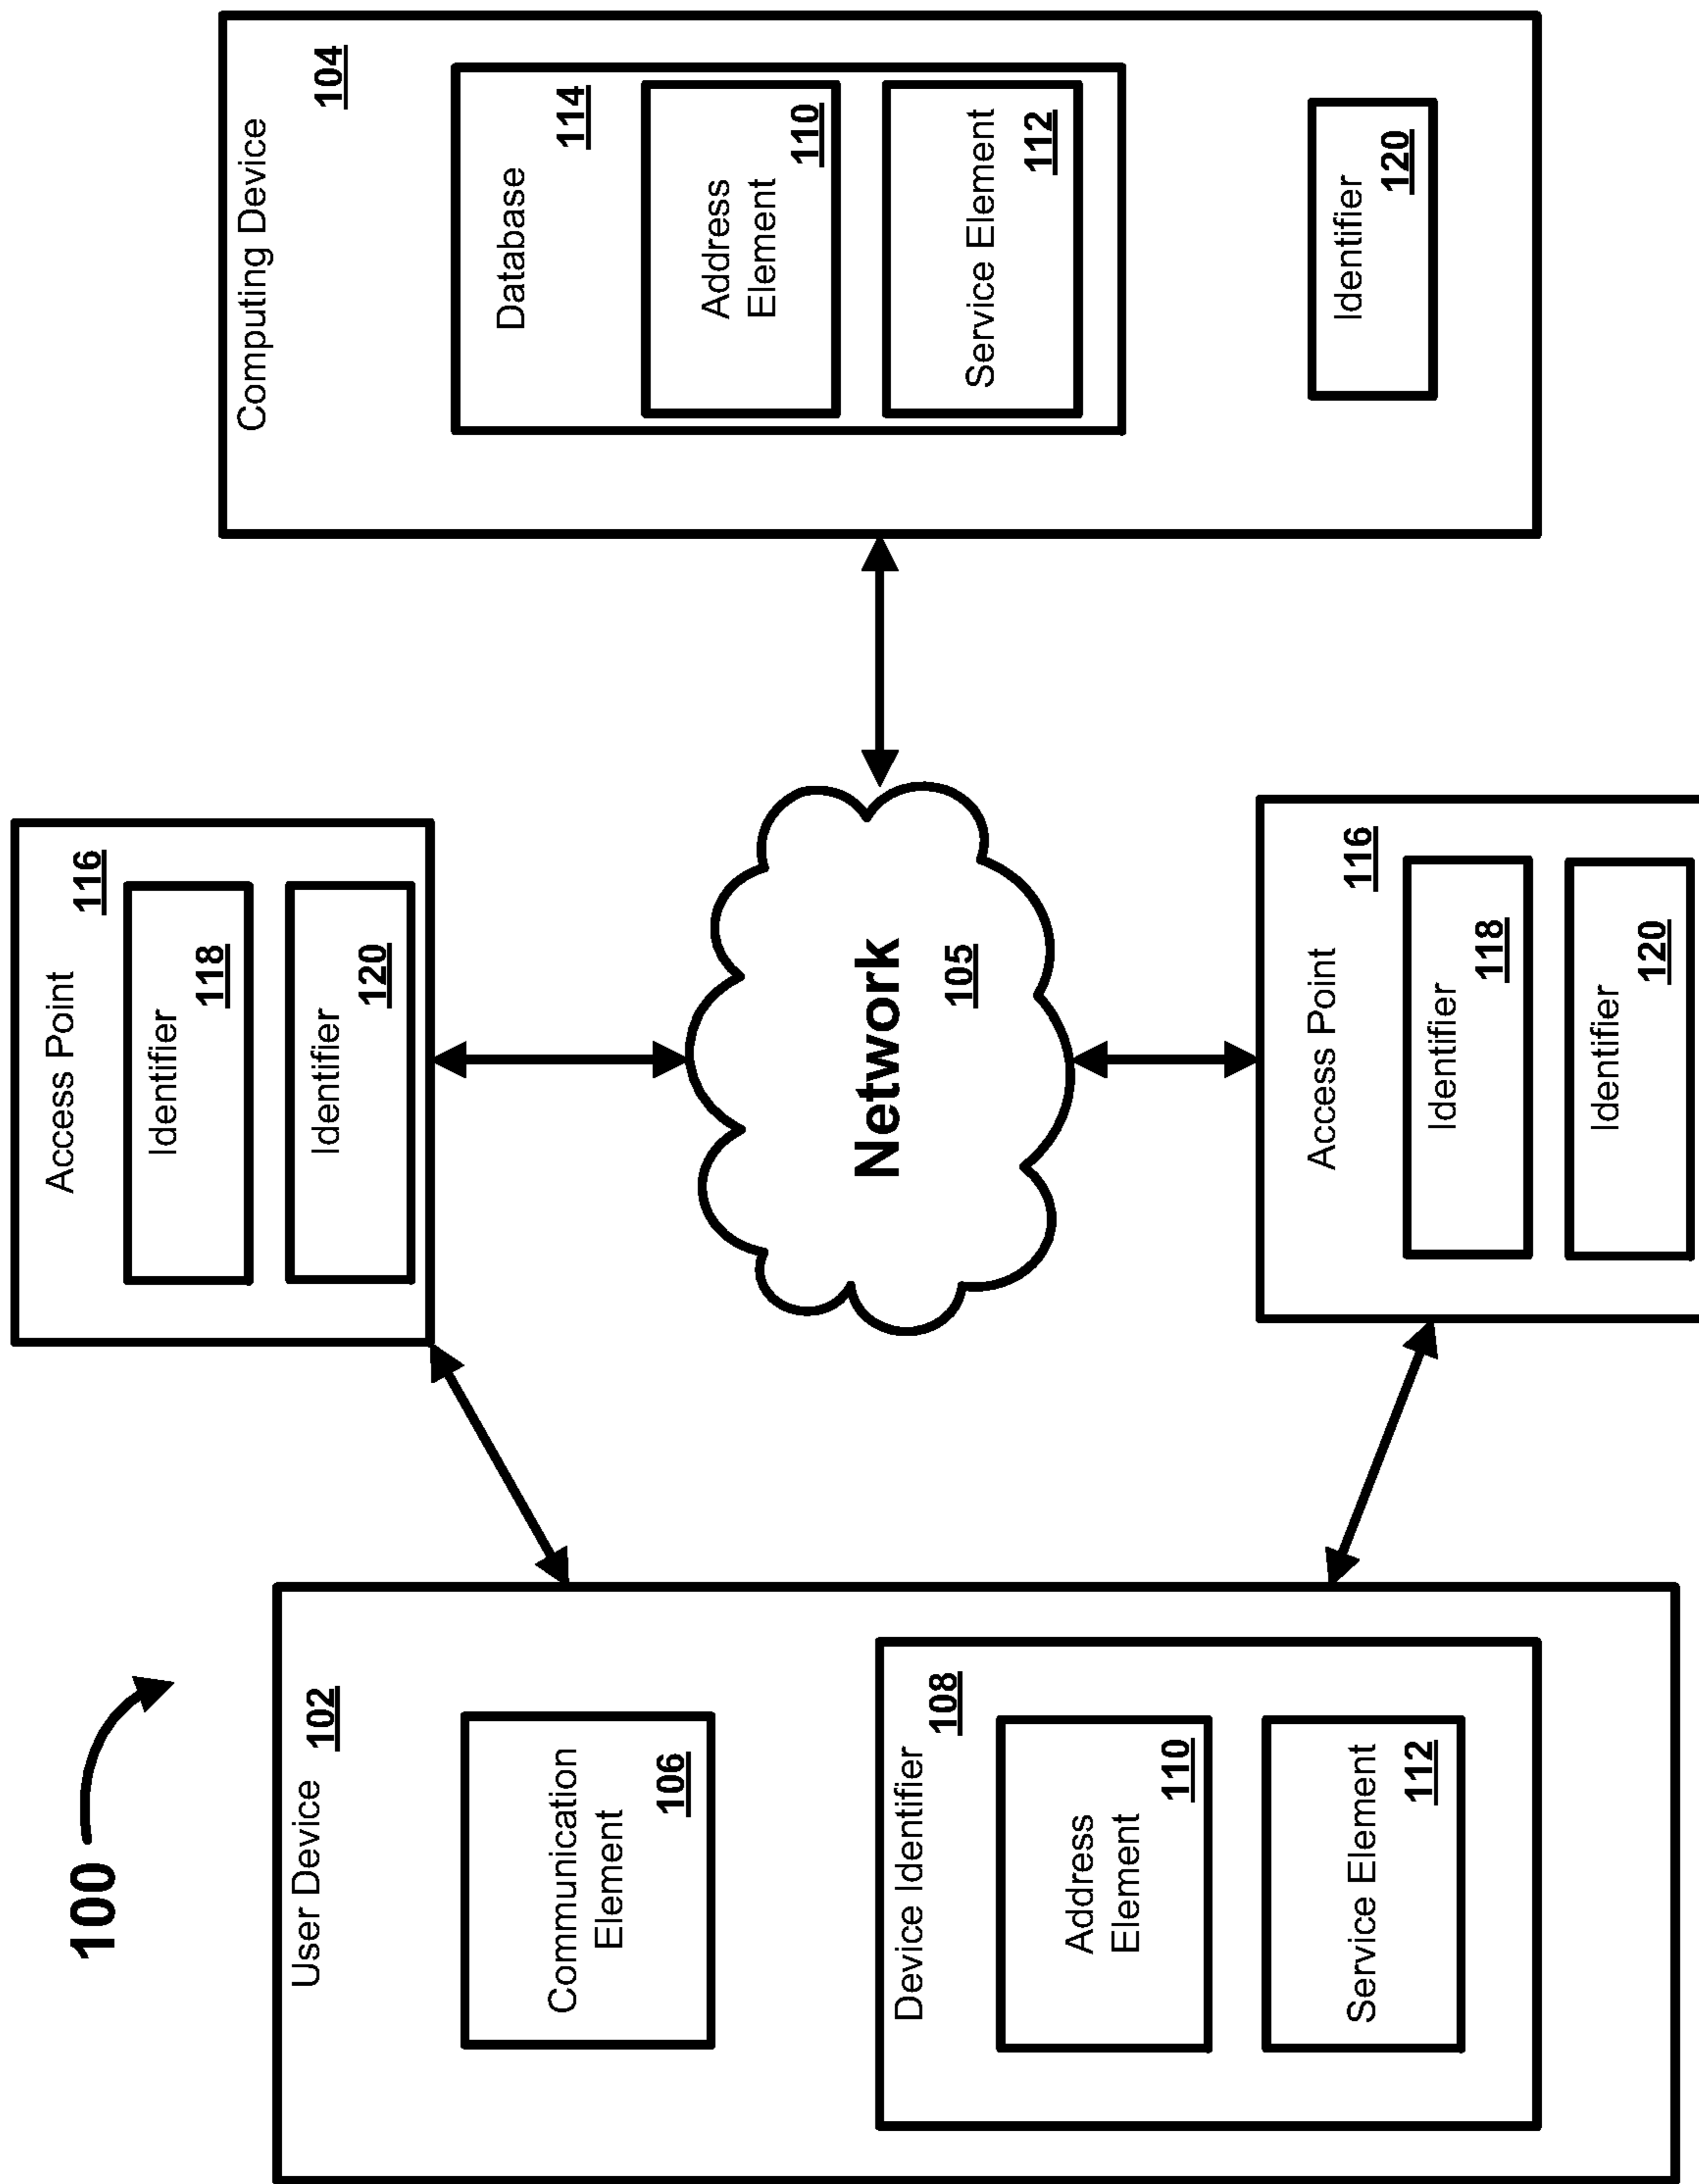 100
User Device
102
Communication
Element
106
Device Identifier
108
Address
Element
110
Service Element
112
Access Point
116
Identifier
118
Identifier
120
Network
105
Access Point
116
Identifier
118
Identifier
120
Computing Device
104
Database
114
Address
Element
110
Service Element
112
Identifier
120